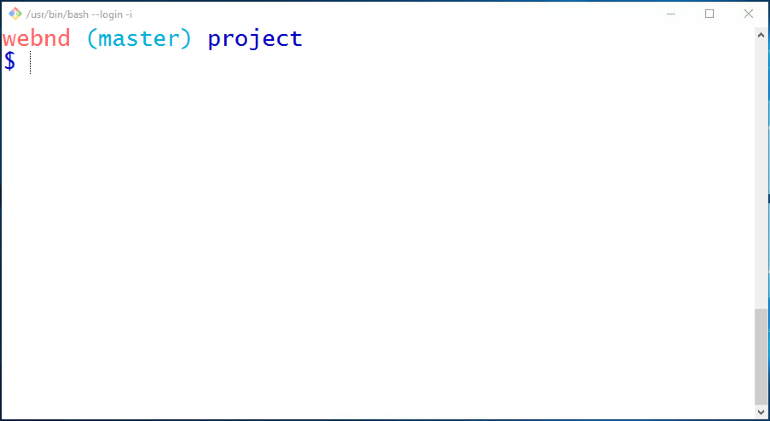 /usr/bin/bash --login -i
webnd (master) project
$